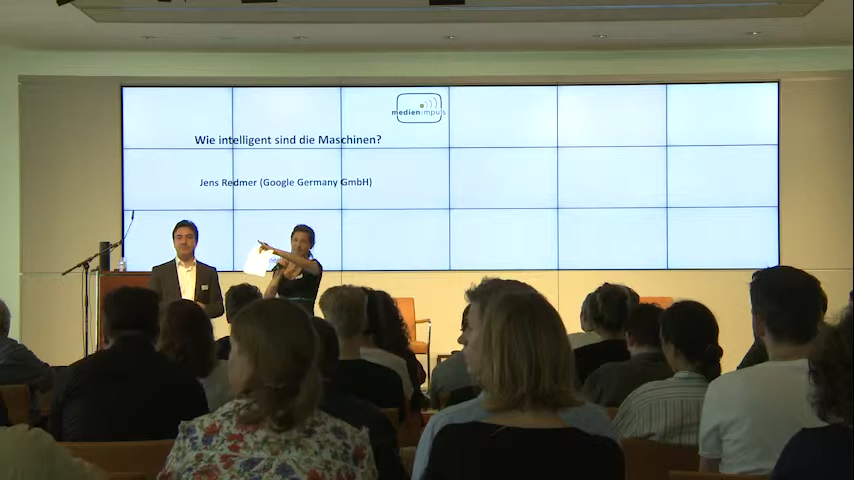 medienimpuls
Wie intelligent sind die Maschinen?
Jens Redmer (Google Germany GmbH)